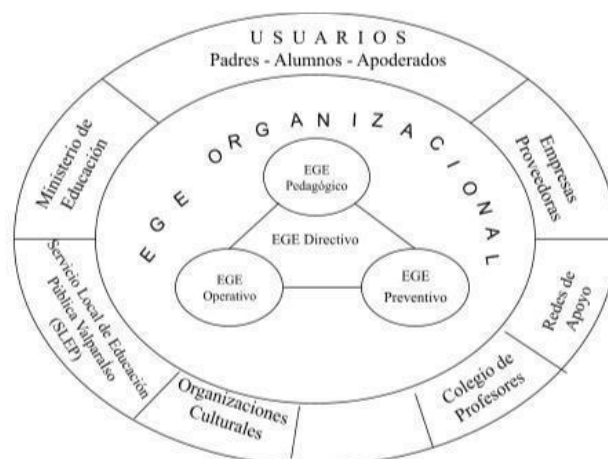 USUARIOS
Padres - Alumnos - Apoderados
Ministerio de
Educación
Empresas
Proveedoras
EGE ORGANIZACIONAL
EGE
Pedagógico
EGE Directivo
EGE
Operativo
EGE
Preventivo
Servicio Local de Educación
Pública Valparaíso
(SLEP)
Redes de
Apoyo
Organizaciones
Culturales
Colegio de
Profesores